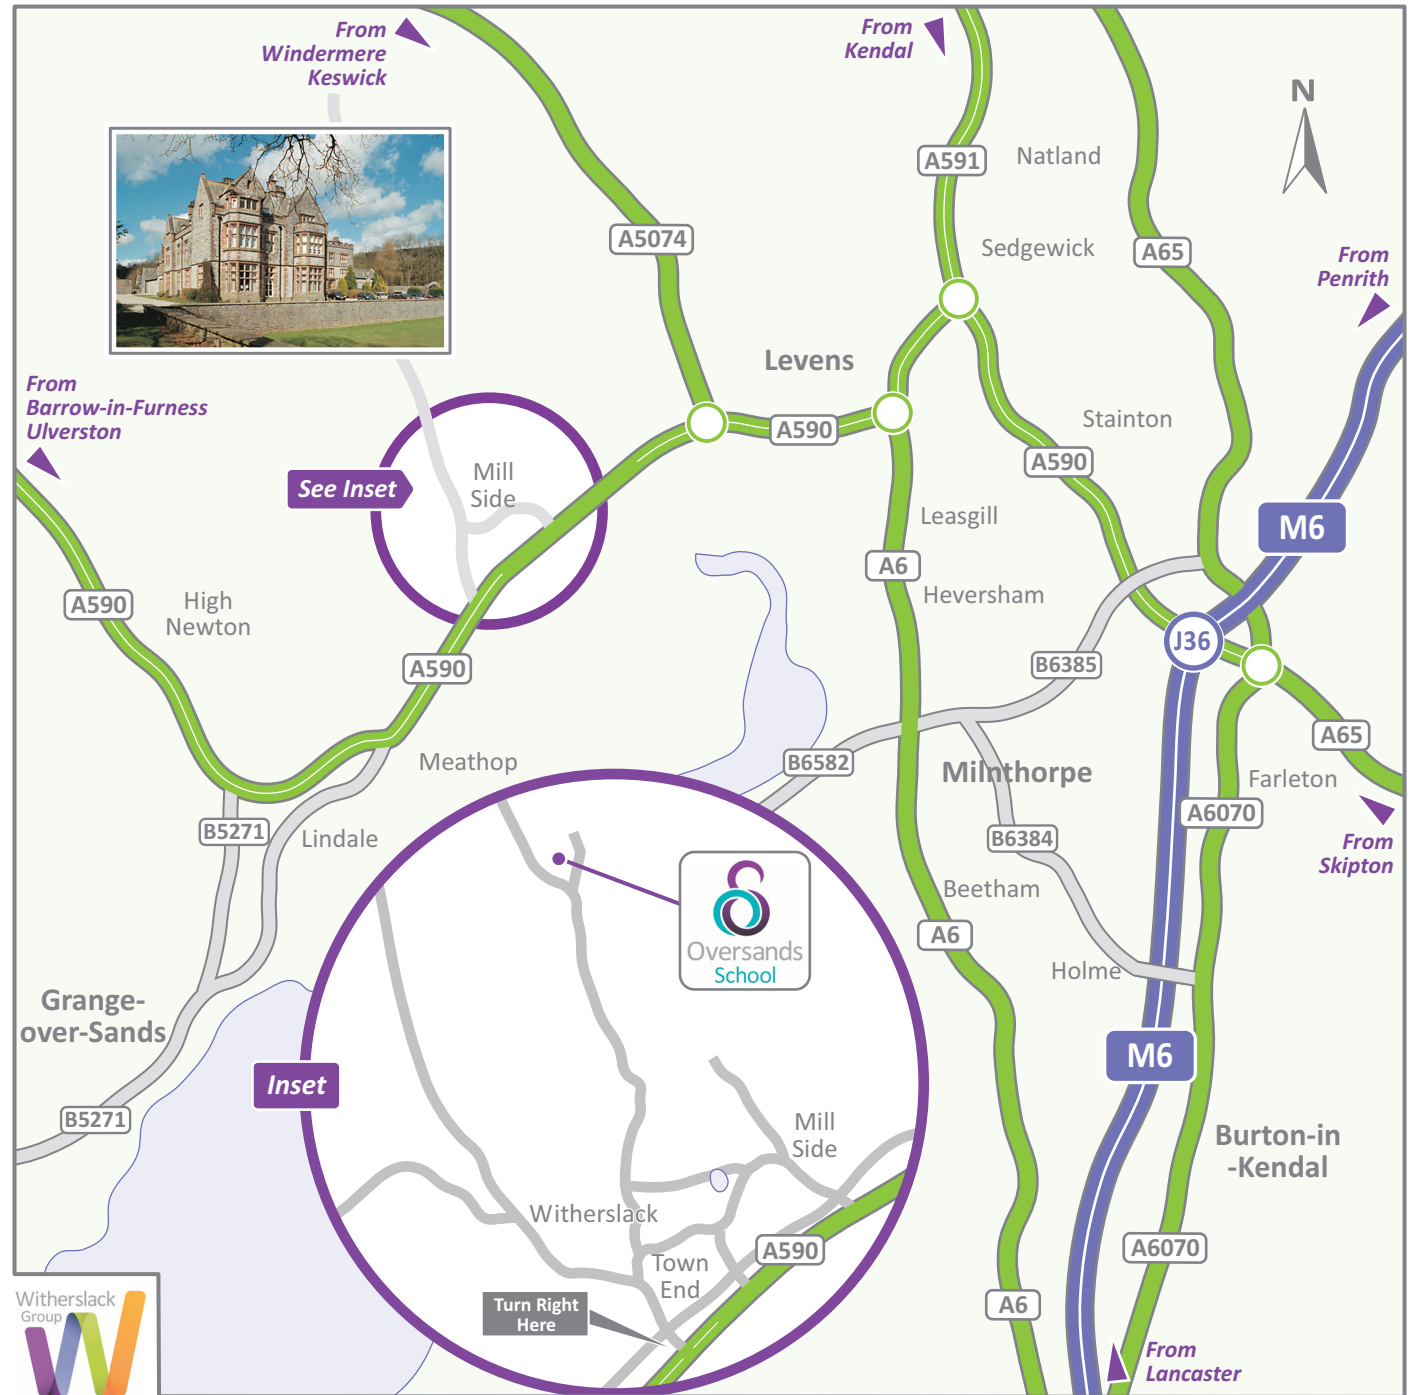 From
Windermere
Keswick
From
Kendal
N
A591
Natland
A5074
Sedgewick
A65
From
Penrith
Levens
From
Barrow-in-Furness
Ulverston
Stainton
A590
A590
See Inset
Mill
Side
Leasgill
M6
A6
Heversham
A590
High
Newton
J36
A590
B6385
A65
Meathop
B6582
Milnthorpe
Farleton
A6070
B5271
Lindale
B6384
From
Skipton
Beetham
A6
Oversands
School
Holme
Grange-
over-Sands
M6
Inset
B5271
Mill
Side
Burton-in
-Kendal
Witherslack
A590
A6070
Town
End
Turn Right
Here
A6
Witherslack
Group
From
Lancaster